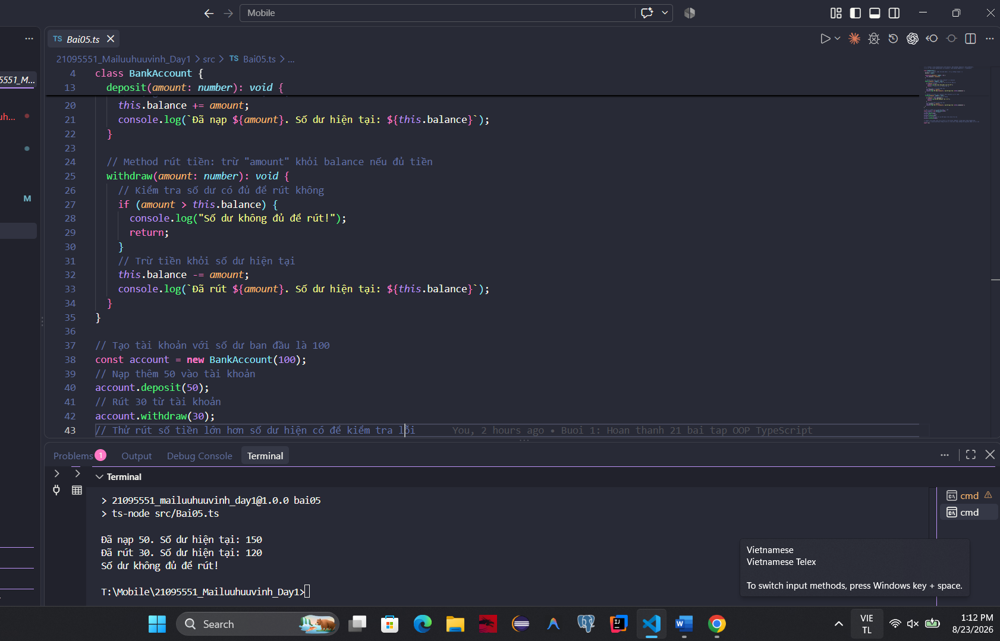 Mobile
TS Bai05.ts
21095551_Mailuuhuuvinh_Day1 > src > TS Bai05.ts > ...
5551_M...
uh...
M
4 class BankAccount {
13 deposit(amount: number): void {
20 this.balance += amount;
21 console.log(`Đã nạp ${amount}. Số dư hiện tại: ${this.balance}`);
22 }
23
24 // Method rút tiền: trừ "amount" khỏi balance nếu đủ tiền
25 withdraw(amount: number): void {
26 // Kiểm tra số dư có đủ để rút không
27 if (amount > this.balance) {
28 console.log("Số dư không đủ để rút!");
29 return;
30 }
31 // Trừ tiền khỏi số dư hiện tại
32 this.balance -= amount;
33 console.log(`Đã rút ${amount}. Số dư hiện tại: ${this.balance}`);
34 }
35 }
36
37 // Tạo tài khoản với số dư ban đầu là 100
38 const account = new BankAccount(100);
39 // Nạp thêm 50 vào tài khoản
40 account.deposit(50);
41 // Rút 30 từ tài khoản
42 account.withdraw(30);
43 // Thử rút số tiền lớn hơn số dư hiện có để kiểm tra lỗi You, 2 hours ago • Buoi 1: Hoan thanh 21 bai tap OOP TypeScript
Problems 1 Output Debug Console Terminal
Terminal
> 21095551_mailuuhuuvinh_day1@1.0.0 bai05
> ts-node src/Bai05.ts
Đã nạp 50. Số dư hiện tại: 150
Đã rút 30. Số dư hiện tại: 120
Số dư không đủ để rút!
T:\Mobile\21095551_Mailuuhuuvinh_Day1>
cmd
cmd
Vietnamese
Vietnamese Telex
To switch input methods, press Windows key + space.
Search
VIE
TL
1:12 PM
8/23/2026